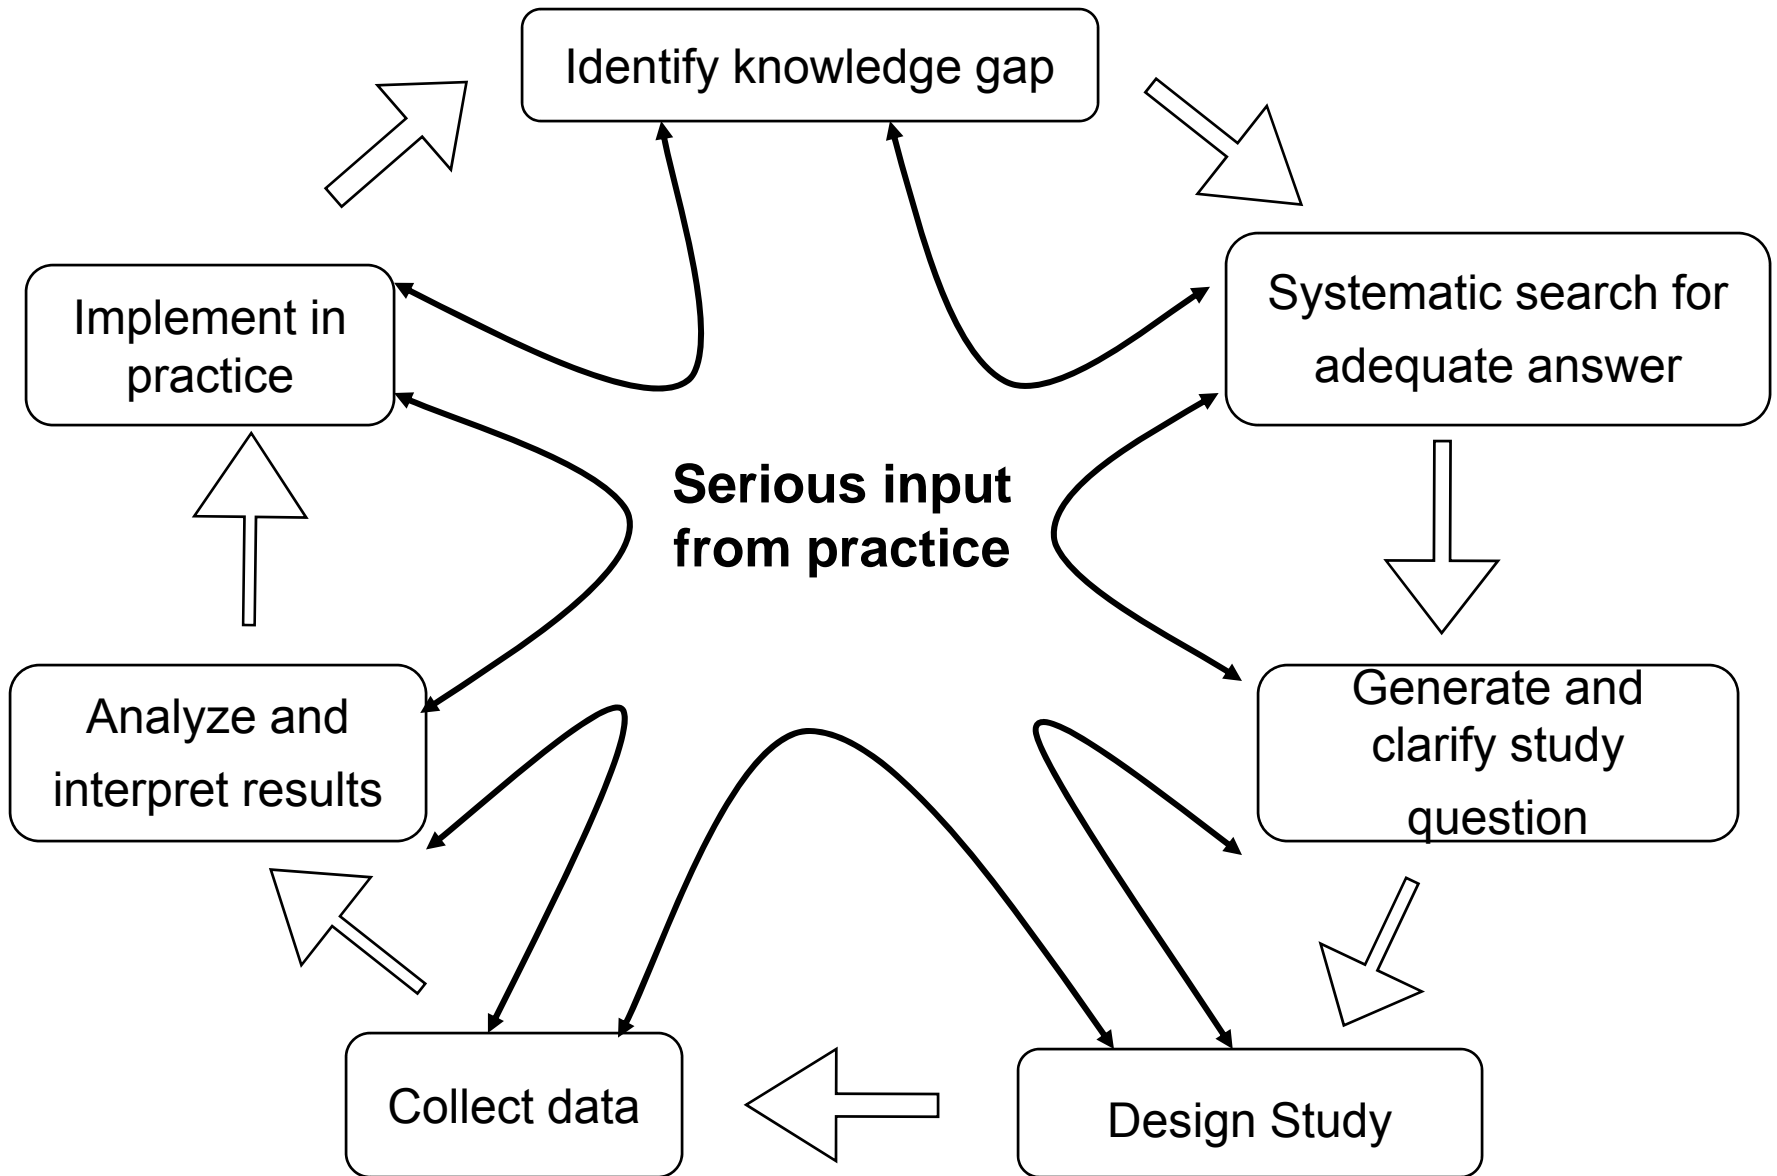 Identify knowledge gap
Systematic search for
adequate answer
Generate and
clarify study
question
Design Study
Collect data
Analyze and
interpret results
Implement in
practice
Serious input
from practice